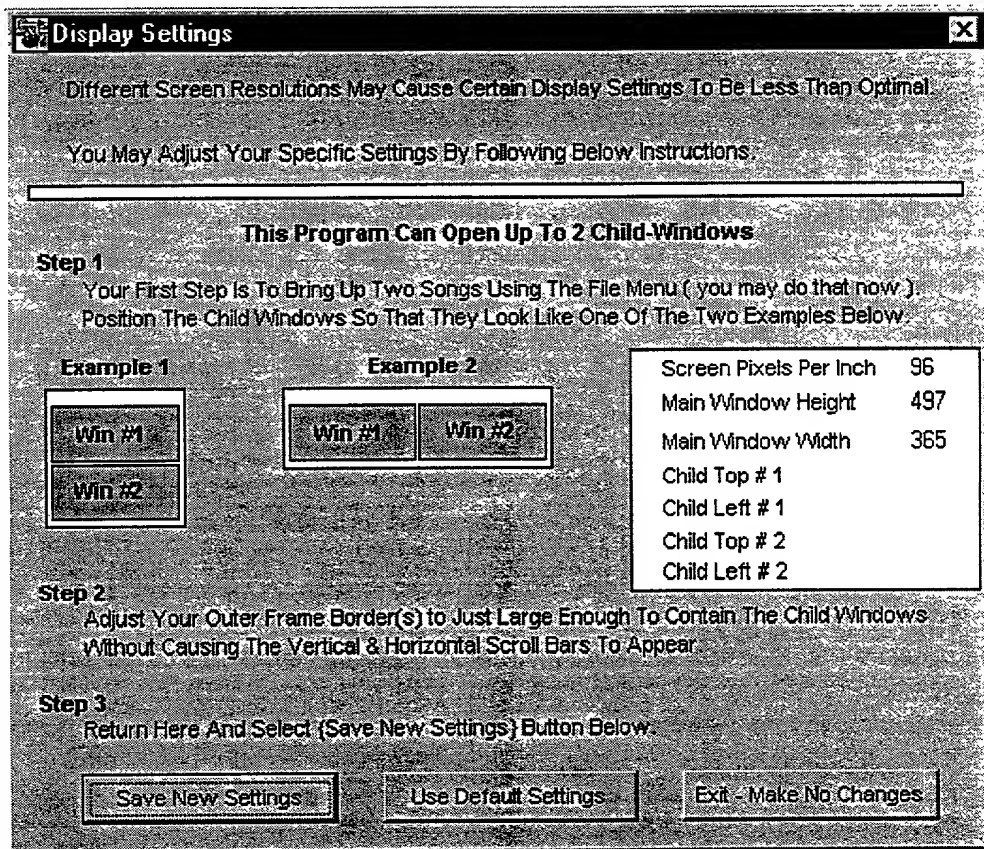 Display Settings
Different Screen Resolutions May Cause Certain Display Settings To Be Less Than Optimal.
You May Adjust Your Specific Settings By Following Below Instructions.
This Program Can Open Up To 2 Child-Windows
Step 1
Your First Step Is To Bring Up Two Songs Using The File Menu ( you may do that now ).
Position The Child Windows So That They Look Like One Of The Two Examples Below.
Example 1
Win #1
Win #2
Example 2
Win #1 Win #2
Screen Pixels Per Inch 96
Main Window Height 497
Main Window Width 365
Child Top # 1
Child Left # 1
Child Top # 2
Child Left # 2
Step 2
Adjust Your Outer Frame Border(s) to Just Large Enough To Contain The Child Windows
Without Causing The Vertical & Horizontal Scroll Bars To Appear.
Step 3
Return Here And Select {Save New Settings} Button Below.
Save New Settings Use Default Settings Exit - Make No Changes